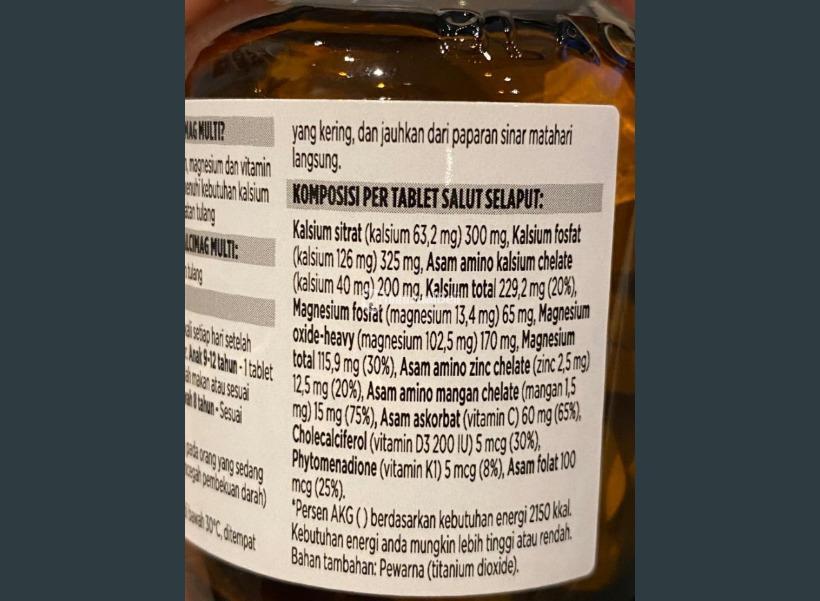 MAG MULTI?
magnesium dan vitamin
kebutuhan kalsium
tulang
MULTI:
tulang
setiap hari setelah
Anak 9-12 tahun - 1 tablet
makan atau sesuai
8 tahun - Sesuai
pada orang yang sedang
pembekuan darah)
bawah 30°C, ditempat
yang kering, dan jauhkan dari paparan sinar matahari
langsung.
KOMPOSISI PER TABLET SALUT SELAPUT:
Kalsium sitrat (kalsium 63,2 mg) 300 mg, Kalsium fosfat
(kalsium 126 mg) 325 mg, Asam amino kalsium chelate
(kalsium 40 mg) 200 mg, Kalsium total 229,2 mg (20%),
Magnesium fosfat (magnesium 13,4 mg) 65 mg, Magnesium
oxide-heavy (magnesium 102,5 mg) 170 mg, Magnesium
total 115,9 mg (30%), Asam amino zinc chelate (zinc 2,5 mg)
12,5 mg (20%), Asam amino mangan chelate (mangan 1,5
mg) 15 mg (75%), Asam askorbat (vitamin C) 60 mg (65%),
Cholecalciferol (vitamin D3 200 IU) 5 mcg (30%),
Phytomenadione (vitamin K1) 5 mcg (8%), Asam folat 100
mcg (25%).
*Persen AKG ( ) berdasarkan kebutuhan energi 2150 kkal.
Kebutuhan energi anda mungkin lebih tinggi atau rendah.
Bahan tambahan: Pewarna (titanium dioxide).